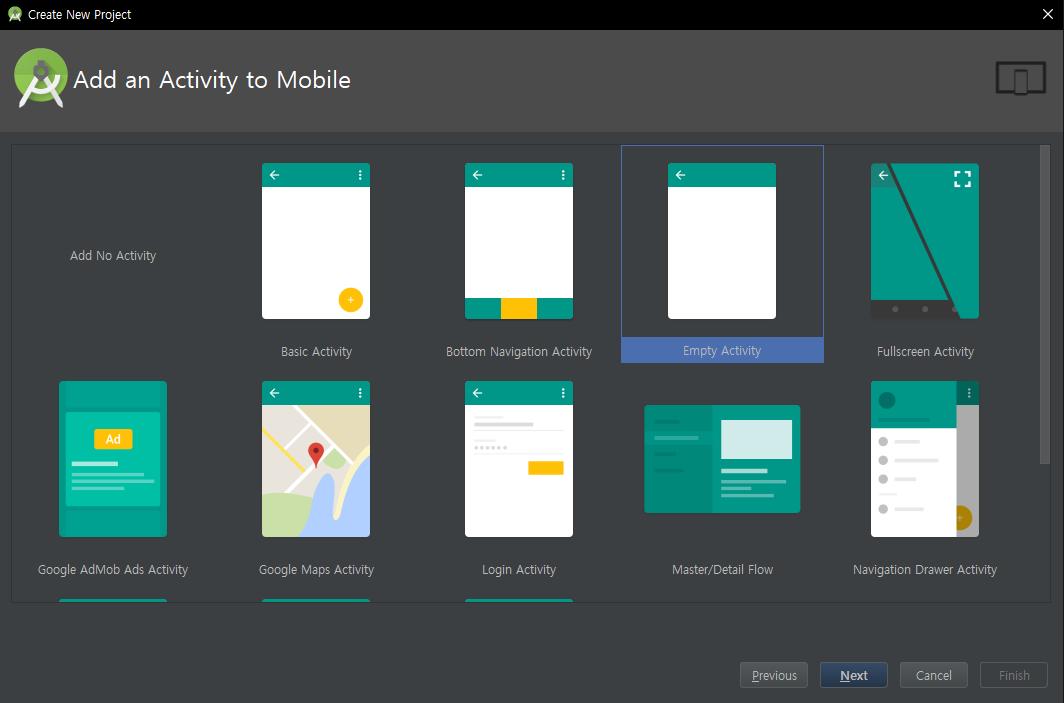 Create New Project
Add an Activity to Mobile
Add No Activity
Basic Activity
Bottom Navigation Activity
Empty Activity
Fullscreen Activity
Ad
Google AdMob Ads Activity
Google Maps Activity
Login Activity
Master/Detail Flow
Navigation Drawer Activity
Previous
Next
Cancel
Finish